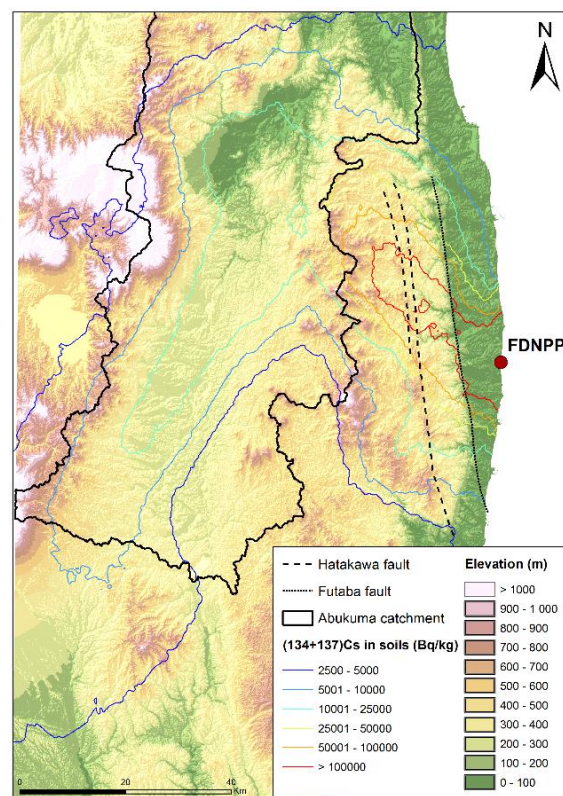 N
FDNPP
Hatakawa fault
Futaba fault
Abukuma catchment
(134+137)Cs in soils (Bq/kg)
2500 - 5000
5001 - 10000
10001 - 25000
25001 - 50000
50001 - 100000
> 100000
Elevation (m)
> 1000
900 - 1 000
800 - 900
700 - 800
600 - 700
500 - 600
400 - 500
300 - 400
200 - 300
100 - 200
0 - 100
0 20 40
Km